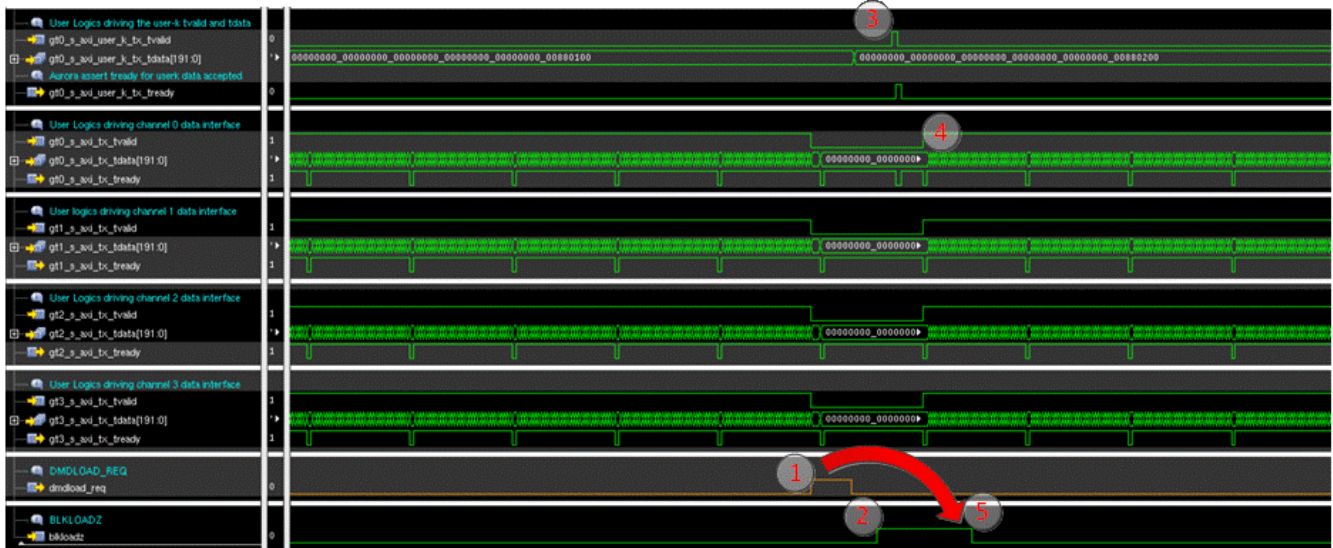 User Logics driving the user-k tvalid and tdata
gt0_s_axi_user_k_tx_tvalid 0
gt0_s_axi_user_k_tx_tdata[191:0] 00000000_00000000_00000000_00000000_00000000_00880100 00000000_00000000_00000000_00000000_00000000_00880200
Aurora assert tready for userk data accepted
gt0_s_axi_user_k_tx_tready 0
3
User Logics driving channel 0 data interface
gt0_s_axi_tx_tvalid 1
4
gt0_s_axi_tx_tdata[191:0] 00000000_0000000
gt0_s_axi_tx_tready 1
User logics driving channel 1 data interface
gt1_s_axi_tx_tvalid 1
gt1_s_axi_tx_tdata[191:0] 00000000_0000000
gt1_s_axi_tx_tready 1
User Logics driving channel 2 data interface
gt2_s_axi_tx_tvalid 1
gt2_s_axi_tx_tdata[191:0] 00000000_0000000
gt2_s_axi_tx_tready 1
User Logics driving channel 3 data interface
gt3_s_axi_tx_tvalid 1
gt3_s_axi_tx_tdata[191:0] 00000000_0000000
gt3_s_axi_tx_tready 1
DMDLOAD_REQ
1
dmdload_req 0
BLKLOADZ
2 5
blkloadz 0